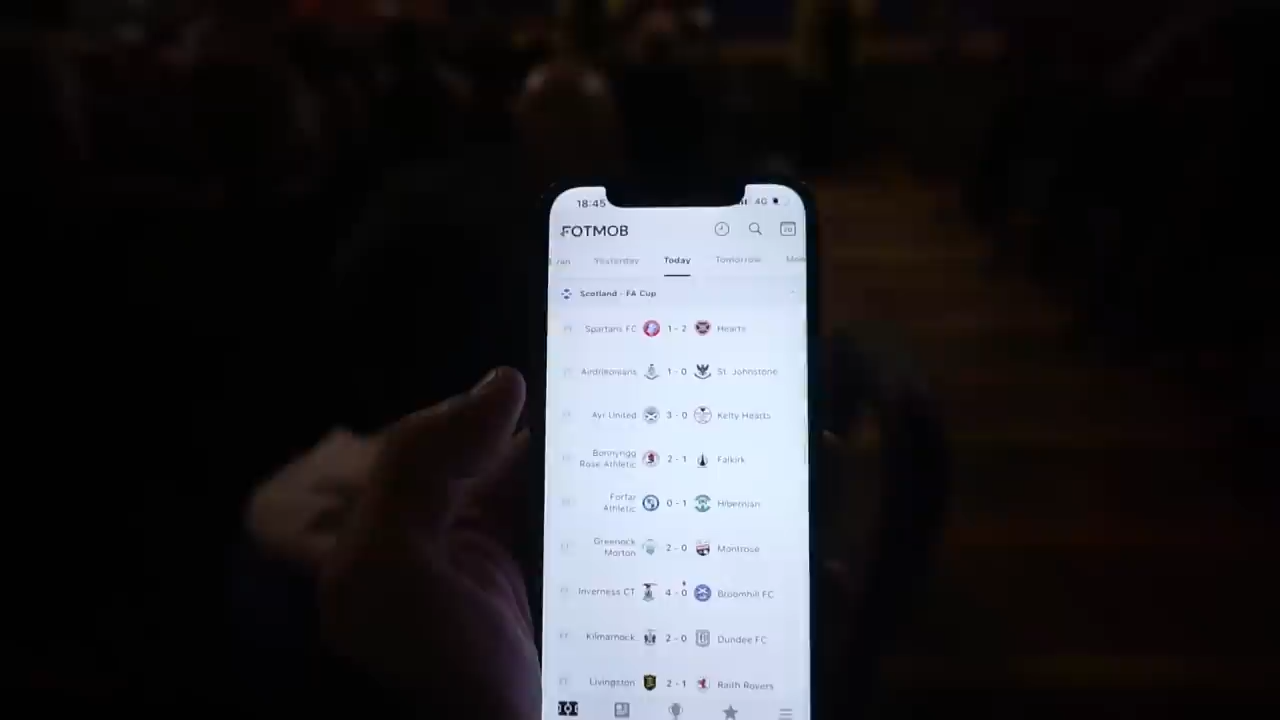 18:45 4G
FOTMOB
Yesterday Today Tomorrow
Scotland - FA Cup
Spartans FC 1 - 2 Hearts
Airdrieonians 1 - 0 St. Johnstone
Ayr United 3 - 0 Kelty Hearts
Bonnyrigg
Rose Athletic 2 - 1 Falkirk
Forfar
Athletic 0 - 1 Hibernian
Greenock
Morton 2 - 0 Montrose
Inverness CT 4 - 0 Broomhill FC
Kilmarnock 2 - 0 Dundee FC
Livingston 2 - 1 Raith Rovers